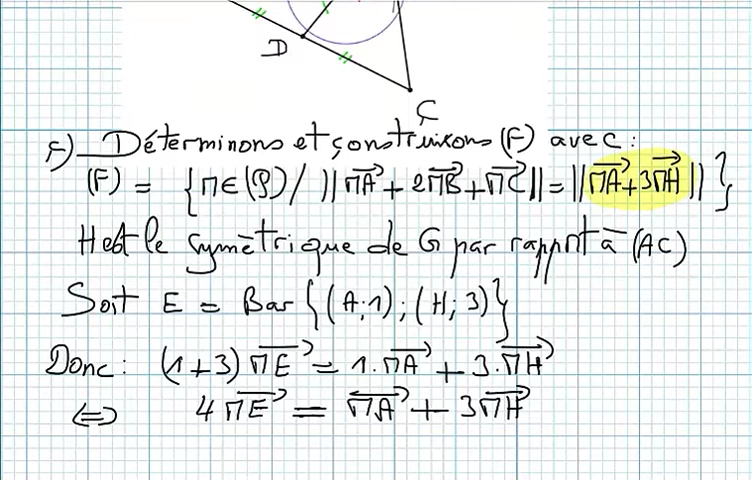 D
C
F) Déterminons et construisons (F) avec :
(F) = { M ∈ (P) / ||MA + 2MB + MC|| = ||MA + 3MH|| }
H est le symétrique de G par rapport à (AC)
Soit E = Bar {(A;1);(H;3)}
Donc : (1+3) ME = 1.MA + 3.MH
⇔ 4ME = MA + 3MH